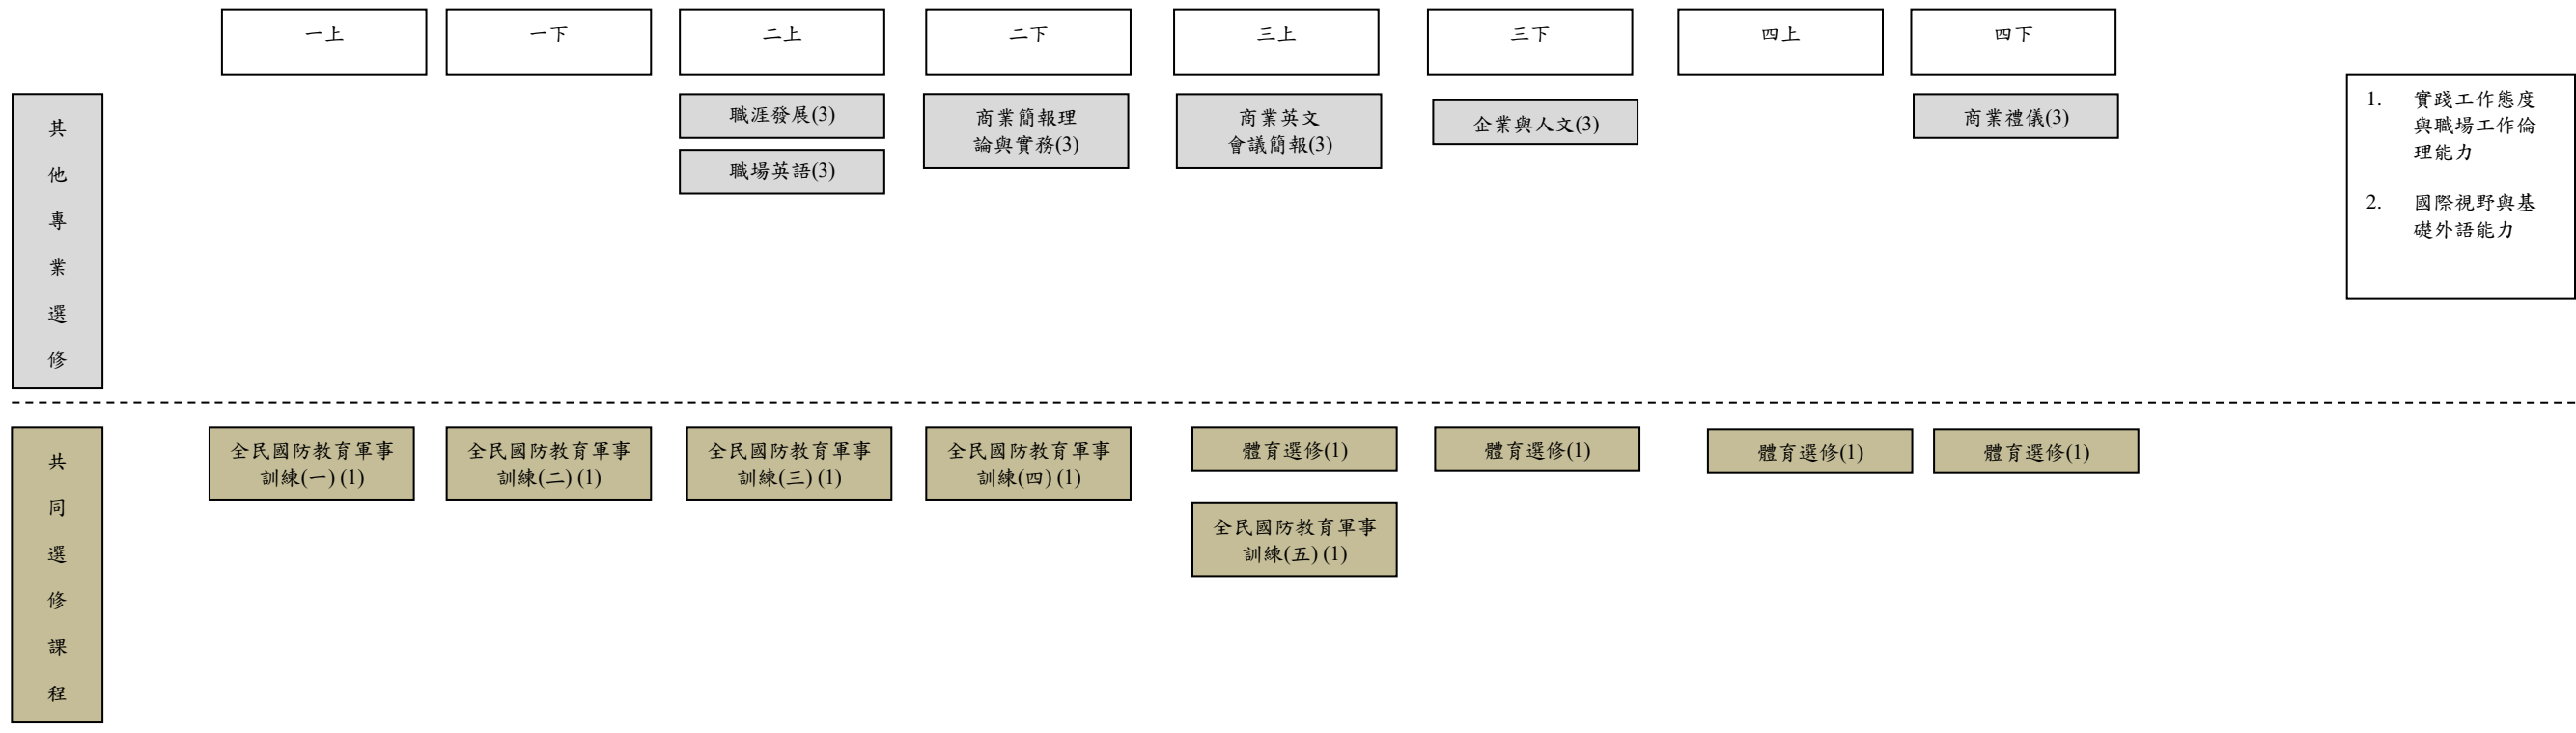 一上
一下
二上
二下
三上
三下
四上
四下
其他專業選修
職涯發展(3)
職場英語(3)
商業簡報理
論與實務(3)
商業英文
會議簡報(3)
企業與人文(3)
商業禮儀(3)
1. 實踐工作態度
與職場工作倫
理能力
2. 國際視野與基
礎外語能力
共同選修課程
全民國防教育軍事
訓練(一) (1)
全民國防教育軍事
訓練(二) (1)
全民國防教育軍事
訓練(三) (1)
全民國防教育軍事
訓練(四) (1)
體育選修(1)
全民國防教育軍事
訓練(五) (1)
體育選修(1)
體育選修(1)
體育選修(1)